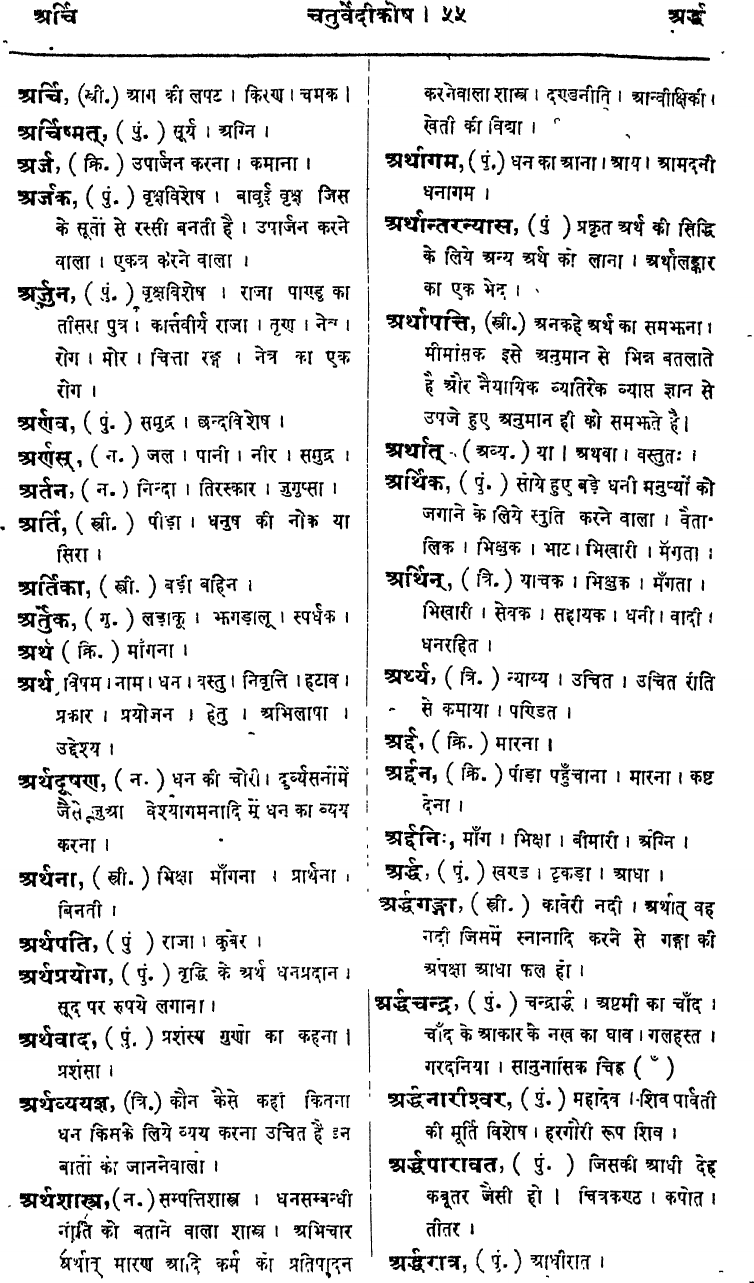 अर्चि चतुर्वेदीकोष । ५५ अर्द्ध
अर्चि, (स्त्री.) आग की लपट । किरण । चमक ।
अर्चिष्मत्, ( पुं. ) सूर्य । अग्नि ।
अर्ज, ( क्रि. ) उपार्जन करना । कमाना ।
अर्जक, ( पुं. ) वृक्षविशेष । बावुई वृक्ष जिस
के सूतों से रस्सी बनती है । उपार्जन करने
वाला । एकत्र करने वाला ।
अर्जुन, ( पुं. ) वृक्षविशेष । राजा पाण्डु का
तीसरा पुत्र । कार्त्तवीर्य राजा । तृण । नेत्र ।
रोग । मोर । चित्ता रङ्ग । नेत्र का एक
रोग ।
अर्णव, ( पुं. ) समुद्र । छन्दविशेष ।
अर्णस्, ( न. ) जल । पानी । नीर । समुद्र ।
अर्तन, ( न. ) निन्दा । तिरस्कार । जुगुप्सा ।
अर्ति, ( स्त्री. ) पीड़ा । धनुष की नोक या
सिरा ।
अर्तिका, ( स्त्री. ) बड़ी बहिन ।
अर्तुक, ( गु. ) लड़ाकू । झगड़ालू । स्पर्धक ।
अर्थ ( क्रि. ) माँगना ।
अर्थ, विषम । नाम । धन । वस्तु । निवृत्ति । हटाव ।
प्रकार । प्रयोजन । हेतु । अभिलाषा ।
उद्देश्य ।
अर्थदूषण, ( न. ) धन की चोरी । दुर्व्यसनोंमें
जैसे जुआ वेश्यागमनादि में धन का व्यय
करना ।
अर्थना, ( स्त्री. ) भिक्षा माँगना । प्रार्थना ।
बिनती ।
अर्थपति, ( पुं ) राजा । कुबेर ।
अर्थप्रयोग, ( पुं. ) वृद्धि के अर्थ धनप्रदान ।
सूद पर रुपये लगाना ।
अर्थवाद, ( पुं. ) प्रशंस्य गुणों का कहना ।
प्रशंसा ।
अर्थव्ययज्ञ, (त्रि.) कौन कैसे कहां कितना
धन किसके लिये व्यय करना उचित है इन
बातों का जाननेवाला ।
अर्थशास्त्र, (न.) सम्पत्तिशास्त्र । धनसम्बन्धी
नीति को बताने वाला शास्त्र । अभिचार
अर्थात् मारण आदि कर्म को प्रतिपादन
करनेवाला शास्त्र । दण्डनीति । आन्वीक्षिकी ।
खेती की विद्या ।
अर्थागम, ( पुं. ) धन का आना । आय । आमदनी
धनागम ।
अर्थान्तरन्यास, ( पुं ) प्रकृत अर्थ की सिद्धि
के लिये अन्य अर्थ को लाना । अर्थालङ्कार
का एक भेद ।
अर्थापत्ति, (स्त्री.) अनकहे अर्थ का समझना ।
मीमांसक इसे अनुमान से भिन्न बतलाते
है और नैयायिक व्यतिरेक व्याप्त ज्ञान से
उपजे हुए अनुमान ही को समझते है ।
अर्थात् ( अव्य. ) या । अथवा । वस्तुतः ।
अर्थिक, ( पुं. ) सोये हुए बड़े धनी मनुष्यों को
जगाने के लिये स्तुति करने वाला । वैता-
लिक । भिक्षुक । भाट । भिखारी । मँगता ।
अर्थिन्, ( त्रि. ) याचक । भिक्षुक । मँगता ।
भिखारी । सेवक । सहायक । धनी । वादी ।
धनरहित ।
अर्थ्य, ( त्रि. ) न्याय्य । उचित । उचित रीति
से कमाया । पण्डित ।
अर्द्द, ( क्रि. ) मारना ।
अर्द्दन, ( क्रि. ) पीड़ा पहुँचाना । मारना । कष्ट
देना ।
अर्द्दनिः, माँग । भिक्षा । बीमारी । अग्नि ।
अर्द्ध, ( पुं. ) खण्ड । टुकड़ा । आधा ।
अर्द्धगङ्गा, ( स्त्री. ) कावेरी नदी । अर्थात् वह
नदी जिसमें स्नानादि करने से गङ्गा की
अपेक्षा आधा फल हो ।
अर्द्धचन्द्र, ( पुं. ) चन्द्रार्द्ध । अष्टमी का चाँद ।
चाँद के आकार के नख का घाव । गलहस्त ।
गरदनिया । सानुनासिक चिह्न ( ँ )
अर्द्धनारीश्वर, ( पुं. ) महादेव । शिव पार्वती
की मूर्ति विशेष । हरगोरी रूप शिव ।
अर्द्धपारावत, ( पुं. ) जिसकी आधी देह
कबूतर जैसी हो । चित्रकण्ठ । कपोत ।
तीतर ।
अर्द्धरात्र, ( पुं. ) आधीरात ।